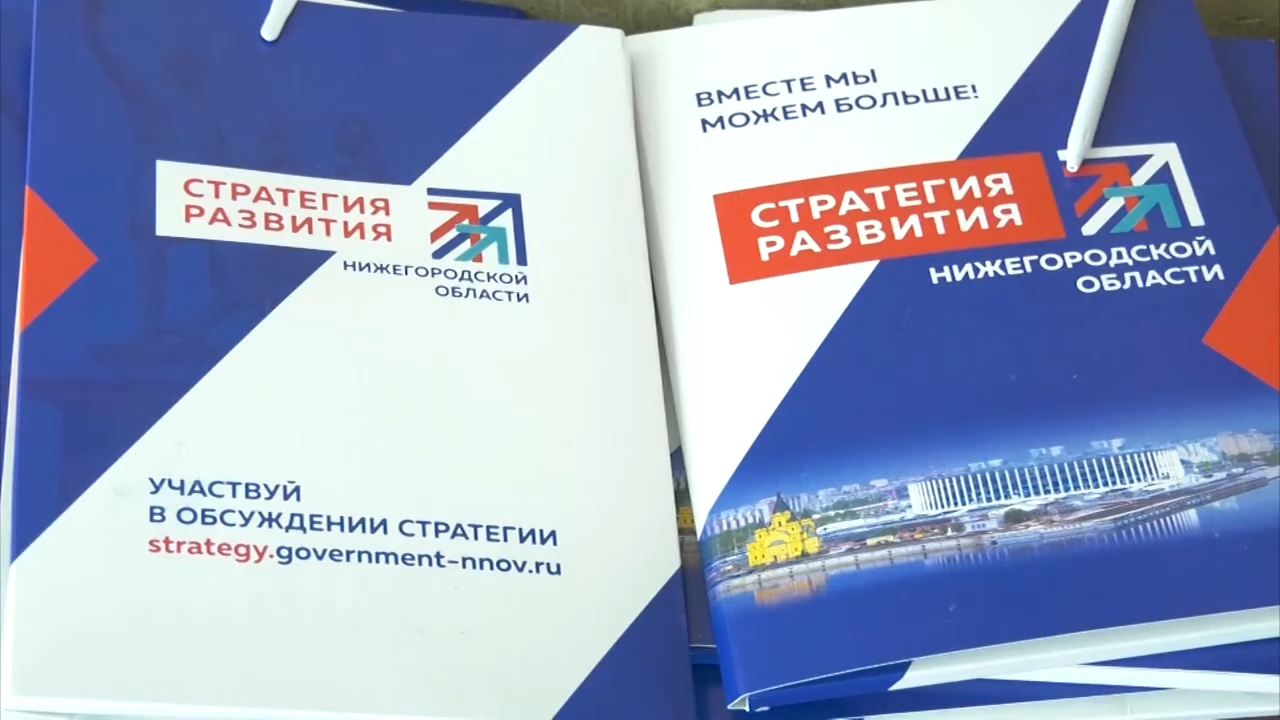 СТРАТЕГИЯ
РАЗВИТИЯ
НИЖЕГОРОДСКОЙ
ОБЛАСТИ
УЧАСТВУЙ
В ОБСУЖДЕНИИ СТРАТЕГИИ
strategy.government-nnov.ru
ВМЕСТЕ МЫ
МОЖЕМ БОЛЬШЕ!
СТРАТЕГИЯ
РАЗВИТИЯ
НИЖЕГОРОДСКОЙ
ОБЛАСТИ